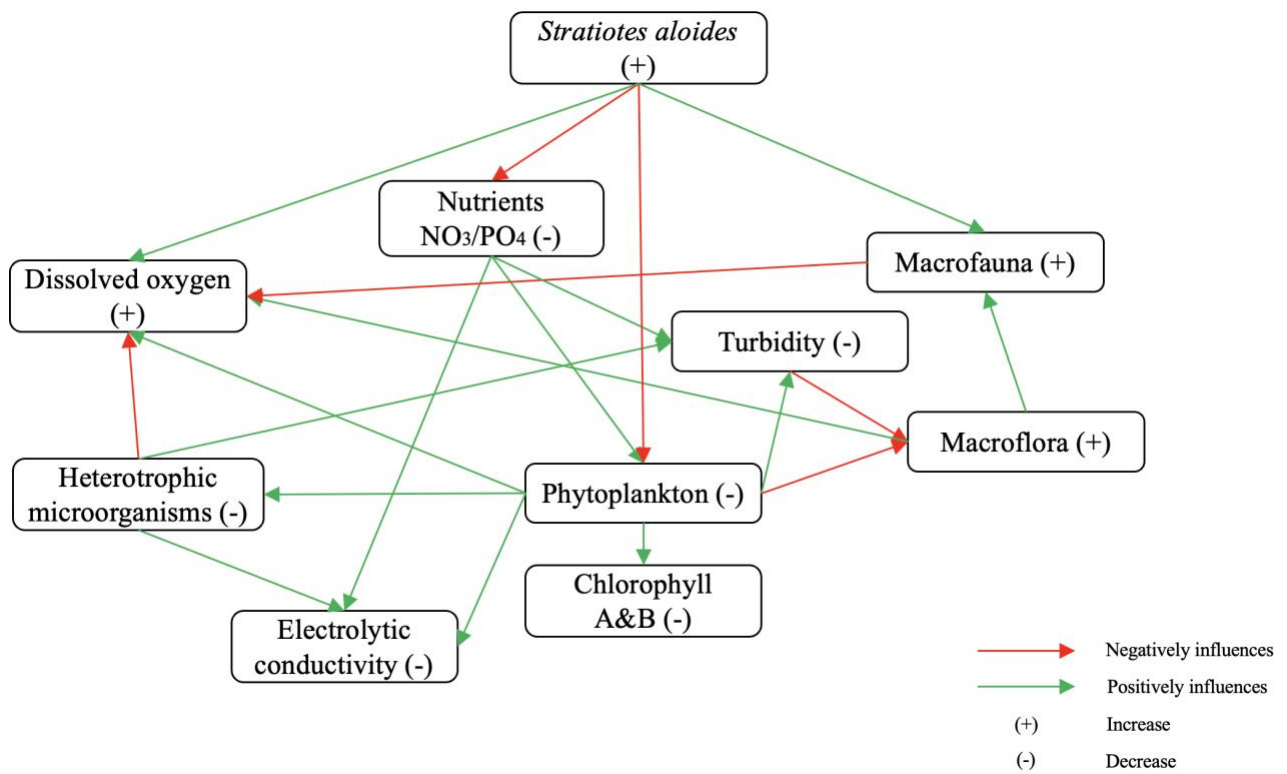 Stratiotes aloides
(+)
Nutrients
NO3/PO4 (-)
Macrofauna (+)
Dissolved oxygen
(+)
Turbidity (-)
Macroflora (+)
Heterotrophic
microorganisms (-)
Phytoplankton (-)
Chlorophyll
A&B (-)
Electrolytic
conductivity (-)
Negatively influences
Positively influences
(+) Increase
(-) Decrease